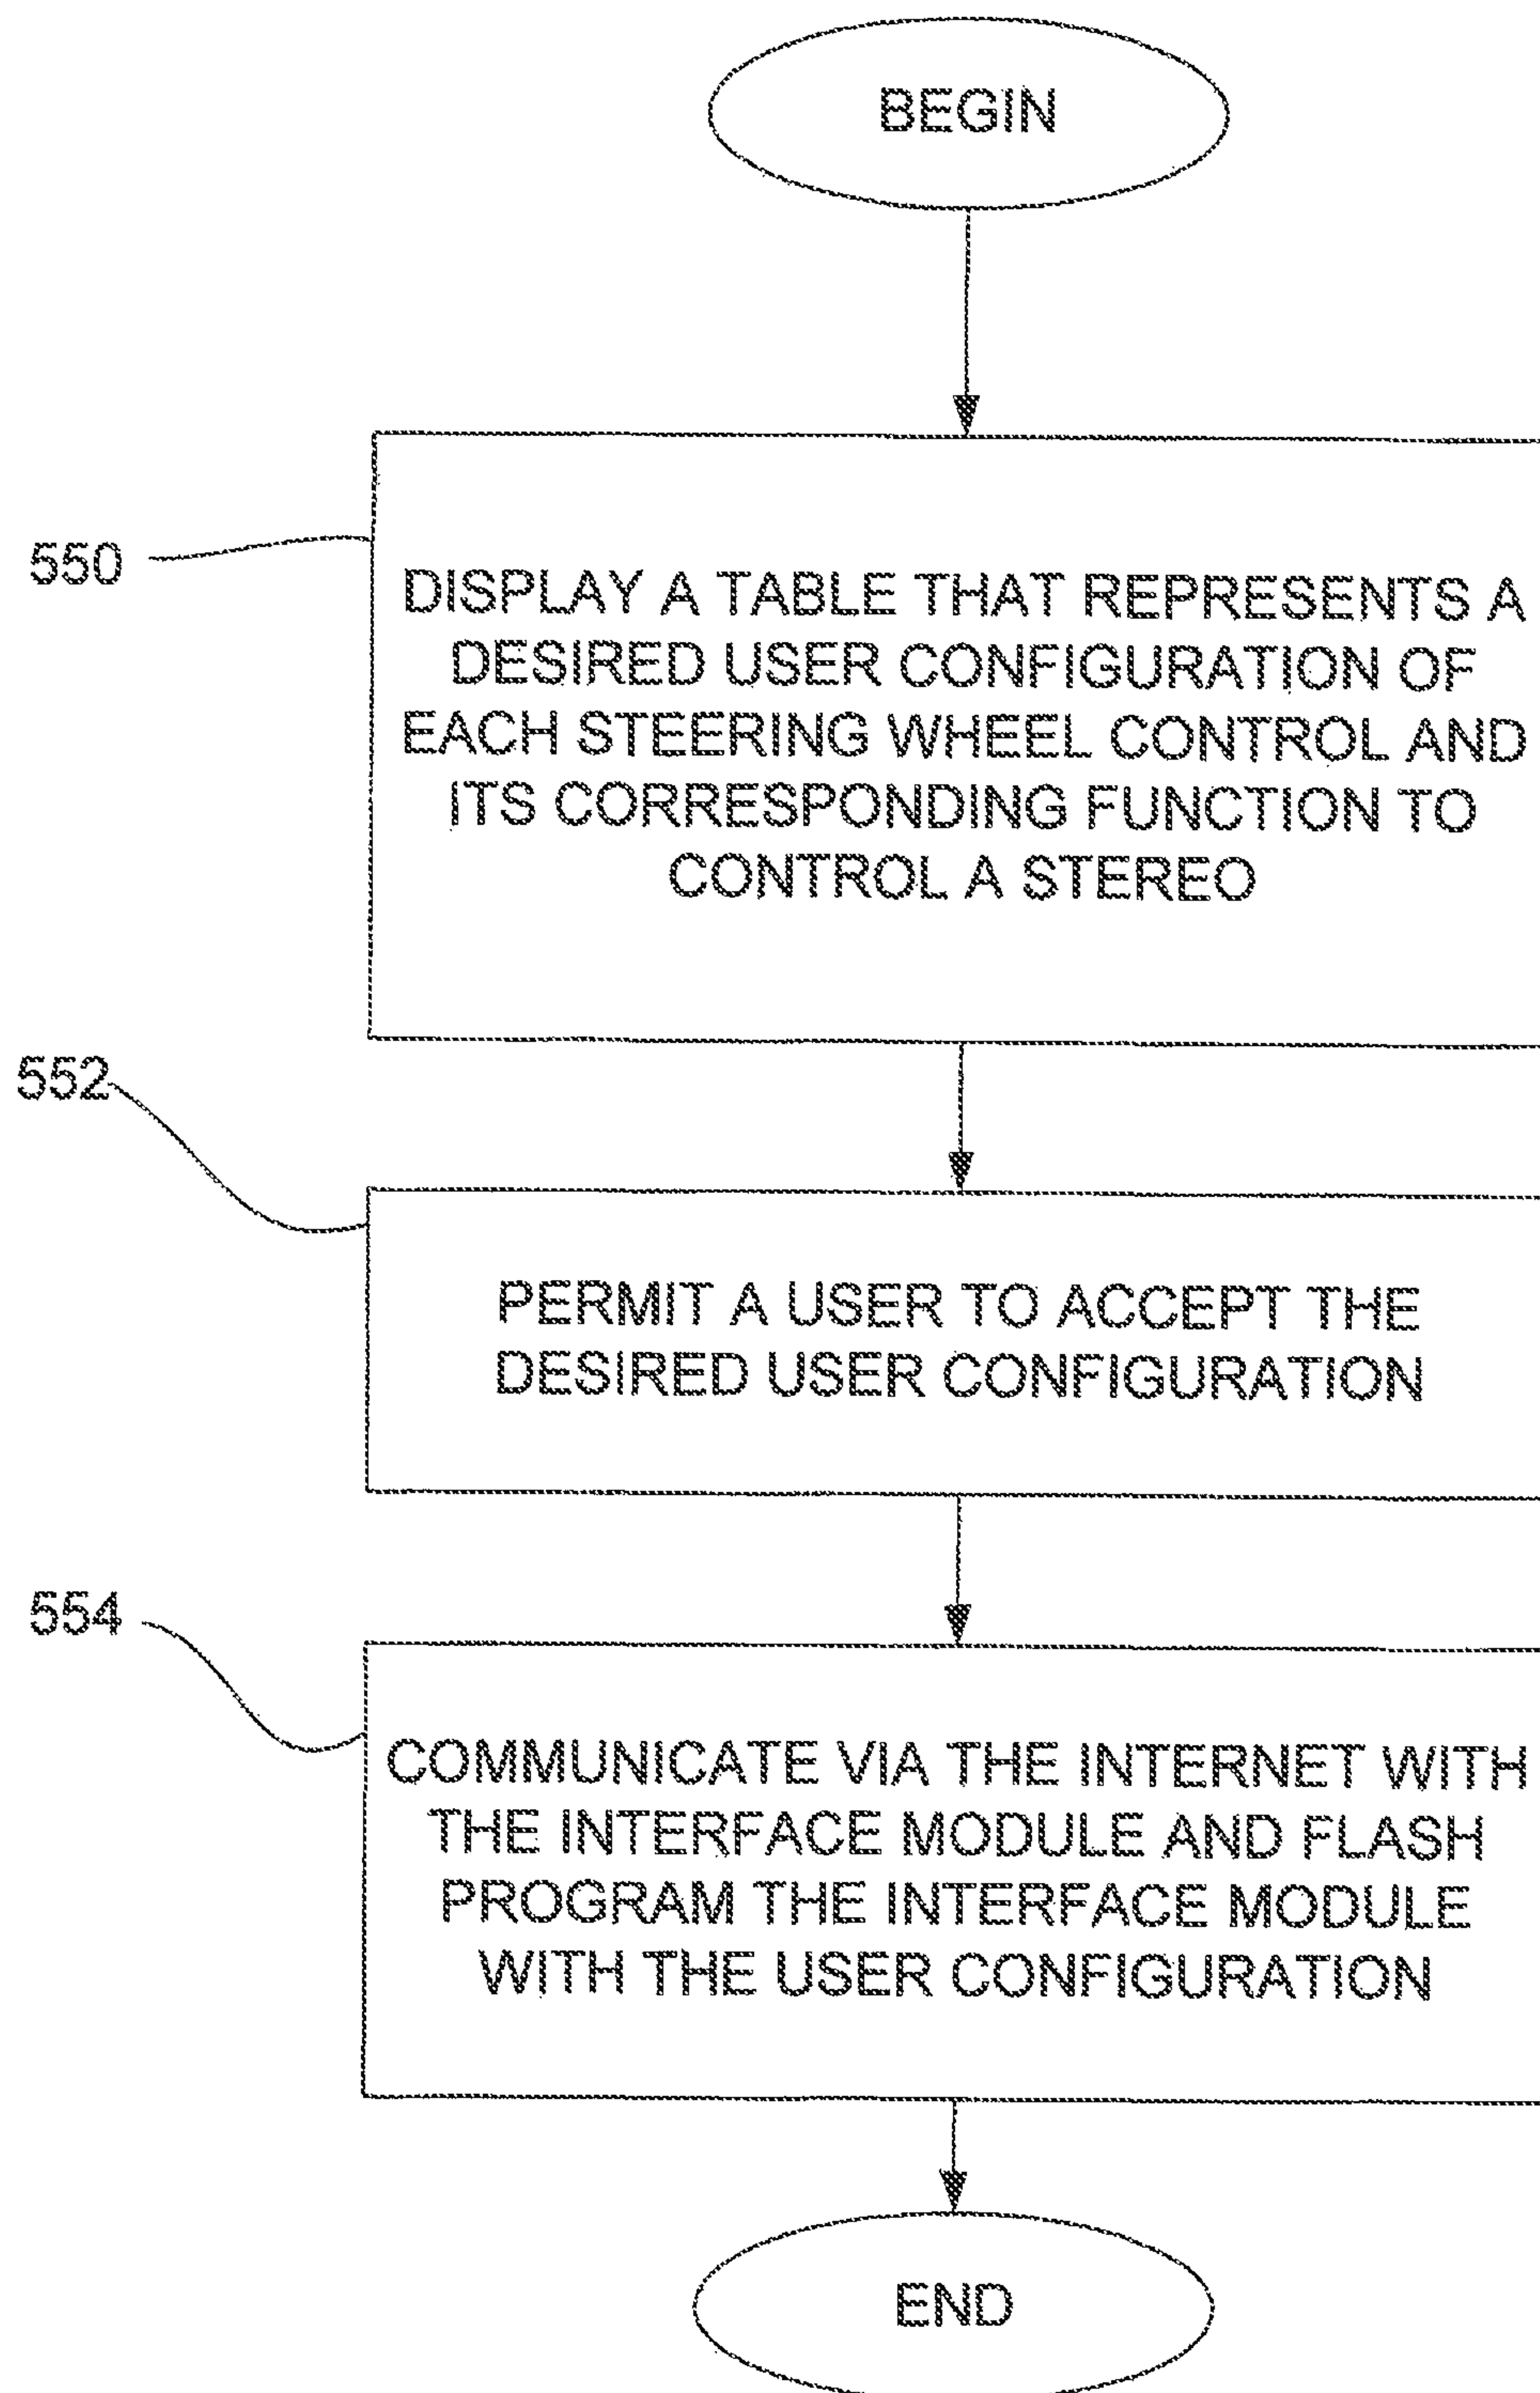 BEGIN
550
DISPLAY A TABLE THAT REPRESENTS A
DESIRED USER CONFIGURATION OF
EACH STEERING WHEEL CONTROL AND
ITS CORRESPONDING FUNCTION TO
CONTROL A STEREO
552
PERMIT A USER TO ACCEPT THE
DESIRED USER CONFIGURATION
554
COMMUNICATE VIA THE INTERNET WITH
THE INTERFACE MODULE AND FLASH
PROGRAM THE INTERFACE MODULE
WITH THE USER CONFIGURATION
END